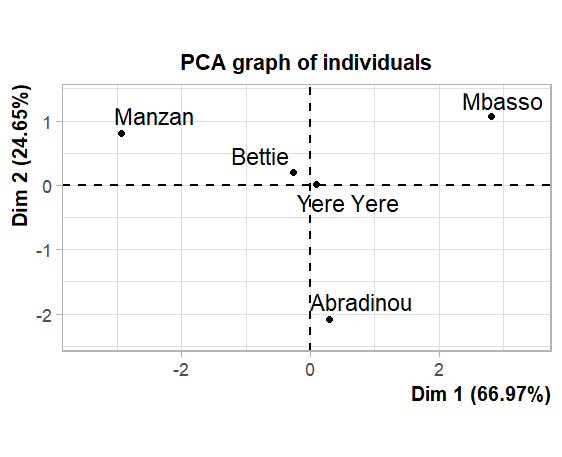 PCA graph of individuals
Dim 2 (24.65%)
1
0
-1
-2
Manzan
Mbasso
Bettie
Yere Yere
Abradinou
-2
0
2
Dim 1 (66.97%)